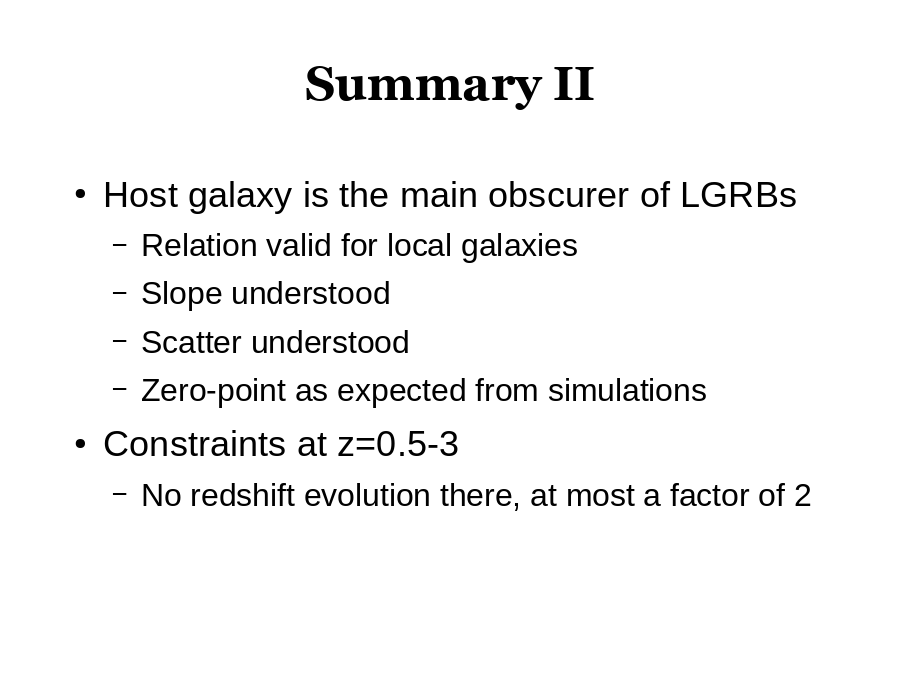 Summary II
• Host galaxy is the main obscurer of LGRBs
– Relation valid for local galaxies
– Slope understood
– Scatter understood
– Zero-point as expected from simulations
• Constraints at z=0.5-3
– No redshift evolution there, at most a factor of 2